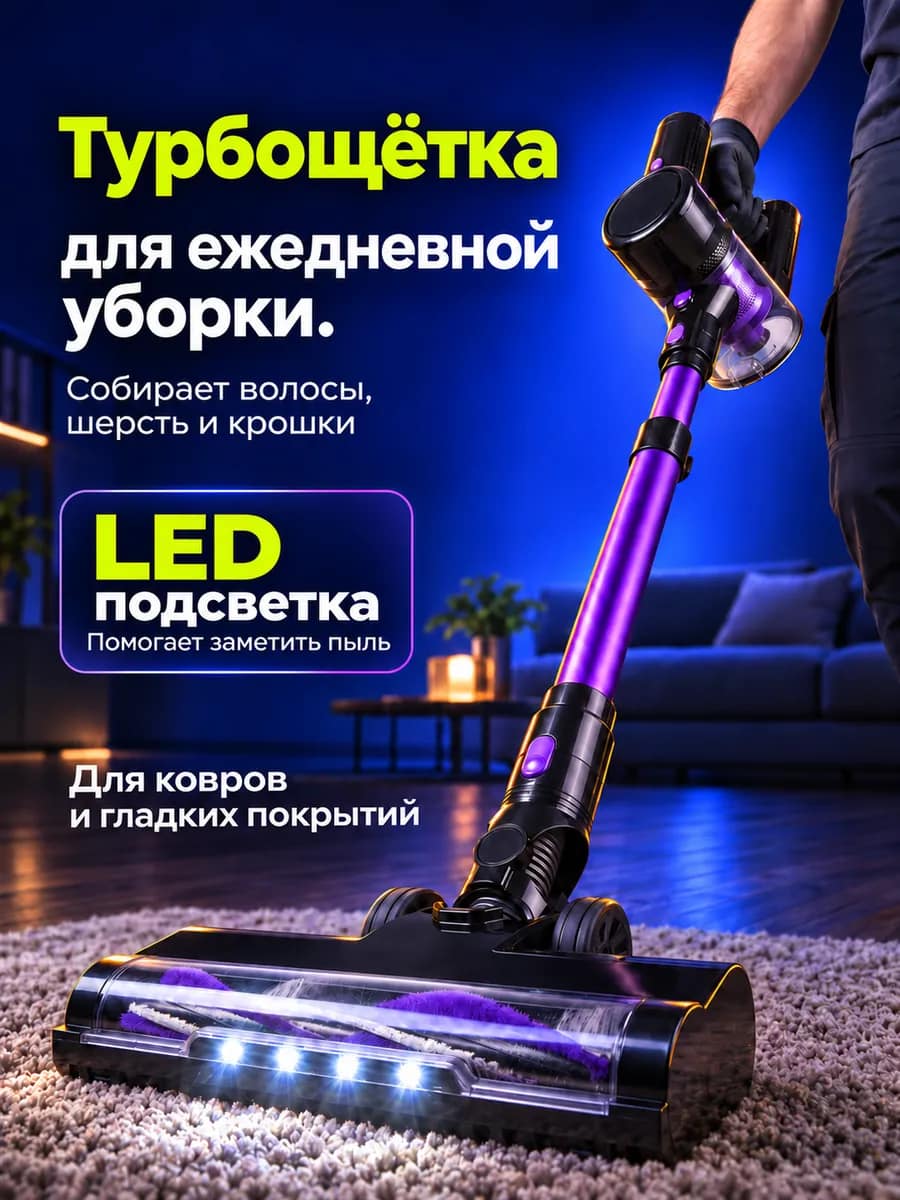 Турбощётка
для ежедневной
уборки.
Собирает волосы,
шерсть и крошки
LED
подсветка
Помогает заметить пыль
Для ковров
и гладких покрытий